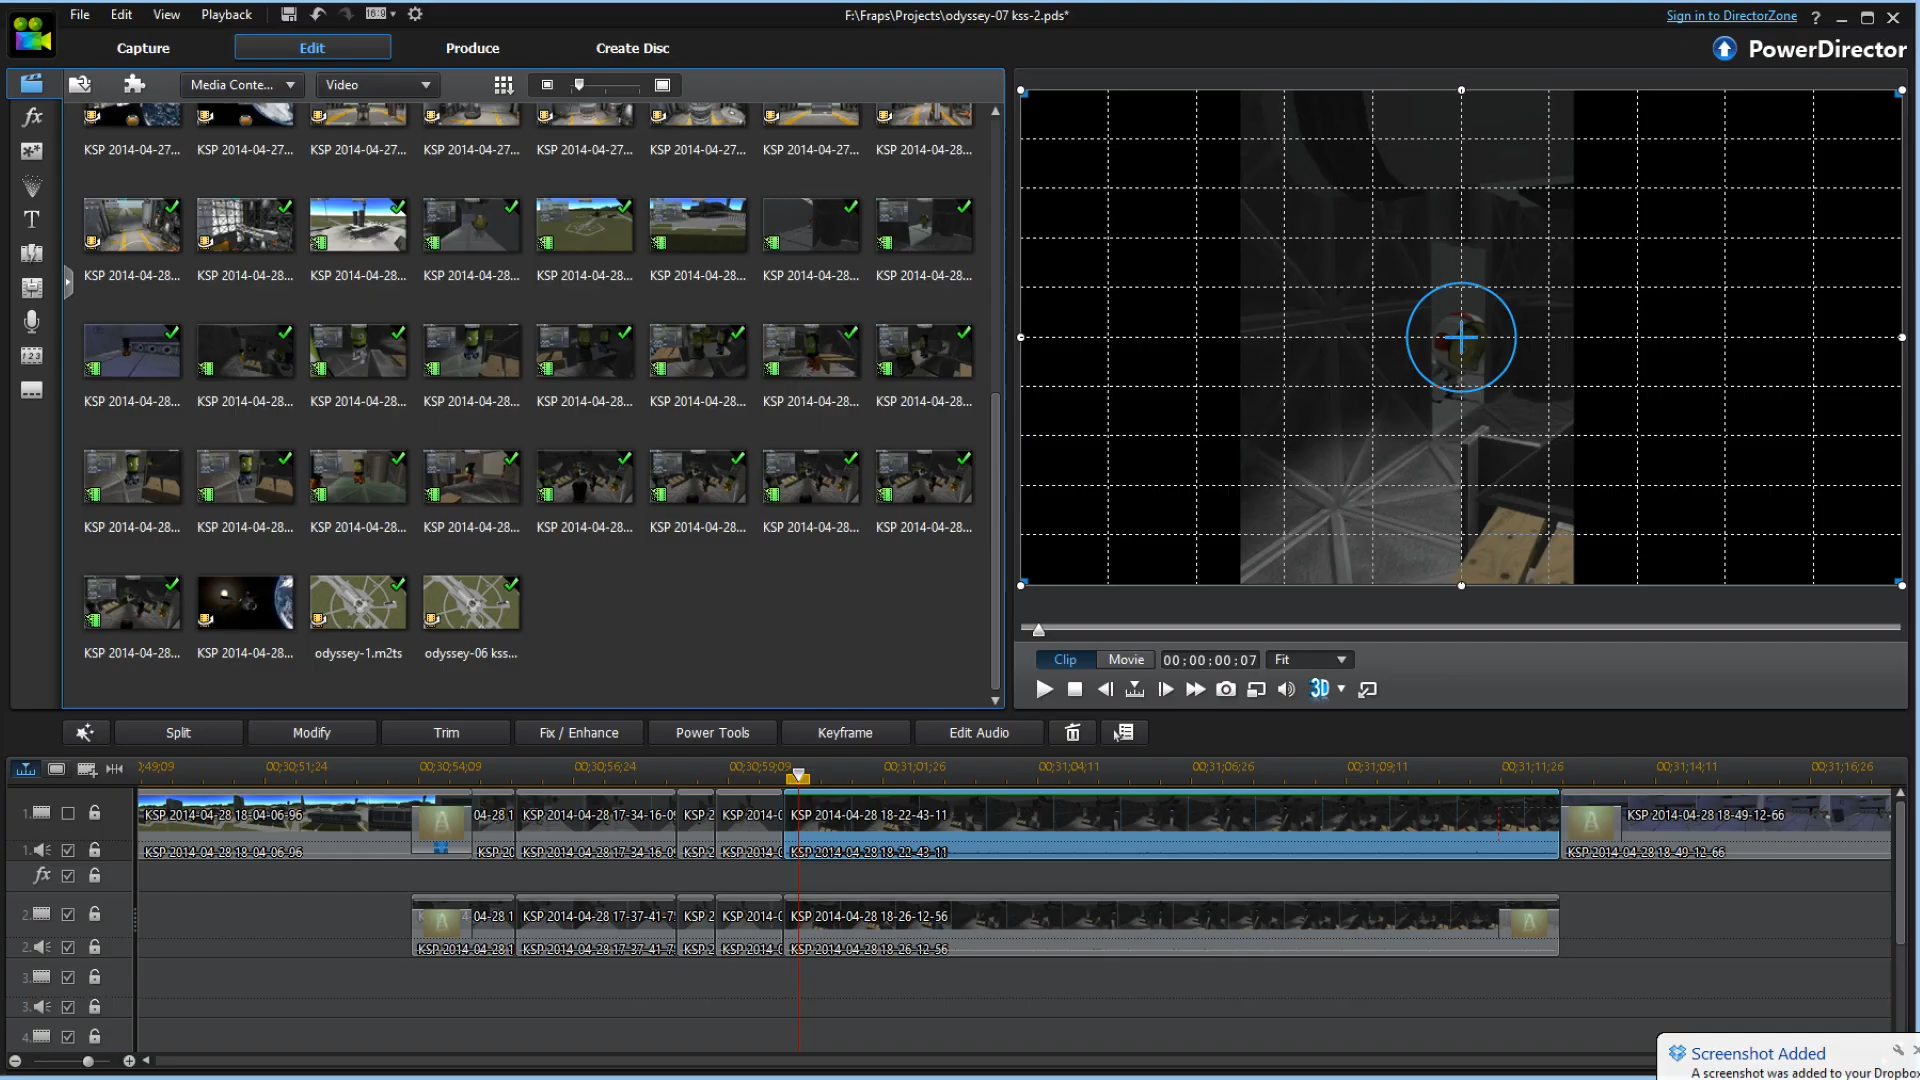 File Edit View Playback 16:9 F:\Fraps\Projects\odyssey-07 kss-2.pds* Sign in to DirectorZone ?
Capture Edit Produce Create Disc PowerDirector
Media Conte... Video
KSP 2014-04-27... KSP 2014-04-27... KSP 2014-04-27... KSP 2014-04-27... KSP 2014-04-27... KSP 2014-04-27... KSP 2014-04-27... KSP 2014-04-28...
KSP 2014-04-28... KSP 2014-04-28... KSP 2014-04-28... KSP 2014-04-28... KSP 2014-04-28... KSP 2014-04-28... KSP 2014-04-28... KSP 2014-04-28...
KSP 2014-04-28... KSP 2014-04-28... KSP 2014-04-28... KSP 2014-04-28... KSP 2014-04-28... KSP 2014-04-28... KSP 2014-04-28... KSP 2014-04-28...
KSP 2014-04-28... KSP 2014-04-28... KSP 2014-04-28... KSP 2014-04-28... KSP 2014-04-28... KSP 2014-04-28... KSP 2014-04-28... KSP 2014-04-28...
KSP 2014-04-28... KSP 2014-04-28... odyssey-1.m2ts odyssey-06 kss...
Clip Movie 00;00;00;07 Fit
3D
Split Modify Trim Fix / Enhance Power Tools Keyframe Edit Audio
;49;09 00;30;51;24 00;30;54;09 00;30;56;24 00;30;59;09 00;31;01;26 00;31;04;11 00;31;06;26 00;31;09;11 00;31;11;26 00;31;14;11 00;31;16;26
1. KSP 2014-04-28 18-04-06-96 04-28 1 KSP 2014-04-28 17-34-16-0 KSP 2 KSP 2014-0 KSP 2014-04-28 18-22-43-11 KSP 2014-04-28 18-49-12-66
1. KSP 2014-04-28 18-04-06-96 KSP 20 KSP 2014-04-28 17-34-16-0 KSP 2 KSP 2014-0 KSP 2014-04-28 18-22-43-11 KSP 2014-04-28 18-49-12-66
fx
2. 04-28 1 KSP 2014-04-28 17-37-41-7 KSP 2 KSP 2014-0 KSP 2014-04-28 18-26-12-56
2. KSP 2014-04-28 1 KSP 2014-04-28 17-37-41-7 KSP 2 KSP 2014-0 KSP 2014-04-28 18-26-12-56
3.
3.
4.
Screenshot Added
A screenshot was added to your Dropbox